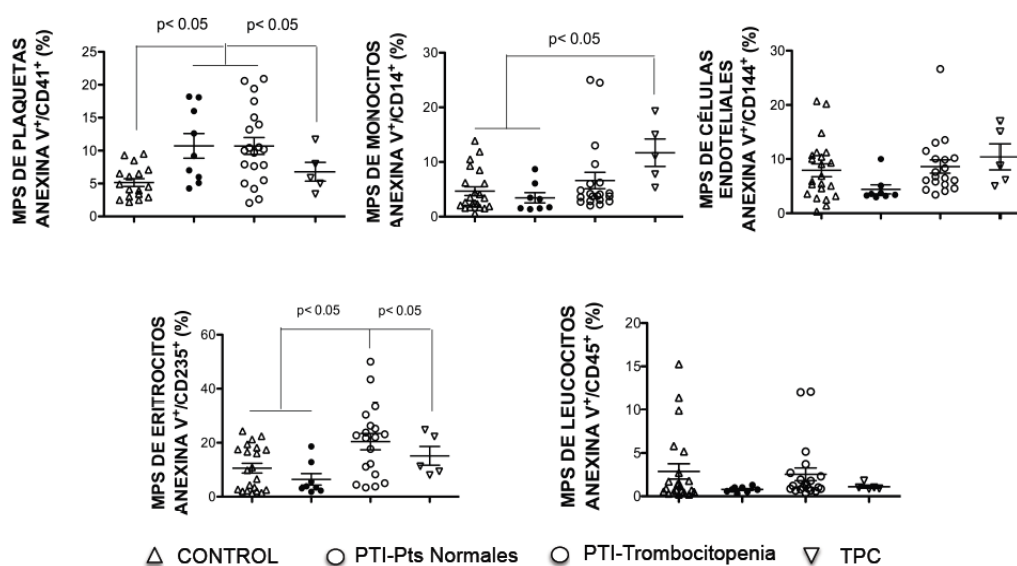 p< 0.05
p< 0.05
MPS DE PLAQUETAS
ANEXINA V+/CD41+ (%)
25
20
15
10
5
0
p< 0.05
MPS DE MONOCITOS
ANEXINA V+/CD14+ (%)
30
20
10
0
MPS DE CÉLULAS
ENDOTELIALES
ANEXINA V+/CD144+ (%)
30
20
10
0
p< 0.05
p< 0.05
MPS DE ERITROCITOS
ANEXINA V+/CD235+ (%)
60
40
20
0
MPS DE LEUCOCITOS
ANEXINA V+/CD45+ (%)
20
15
10
5
0
CONTROL PTI-Pts Normales PTI-Trombocitopenia TPC